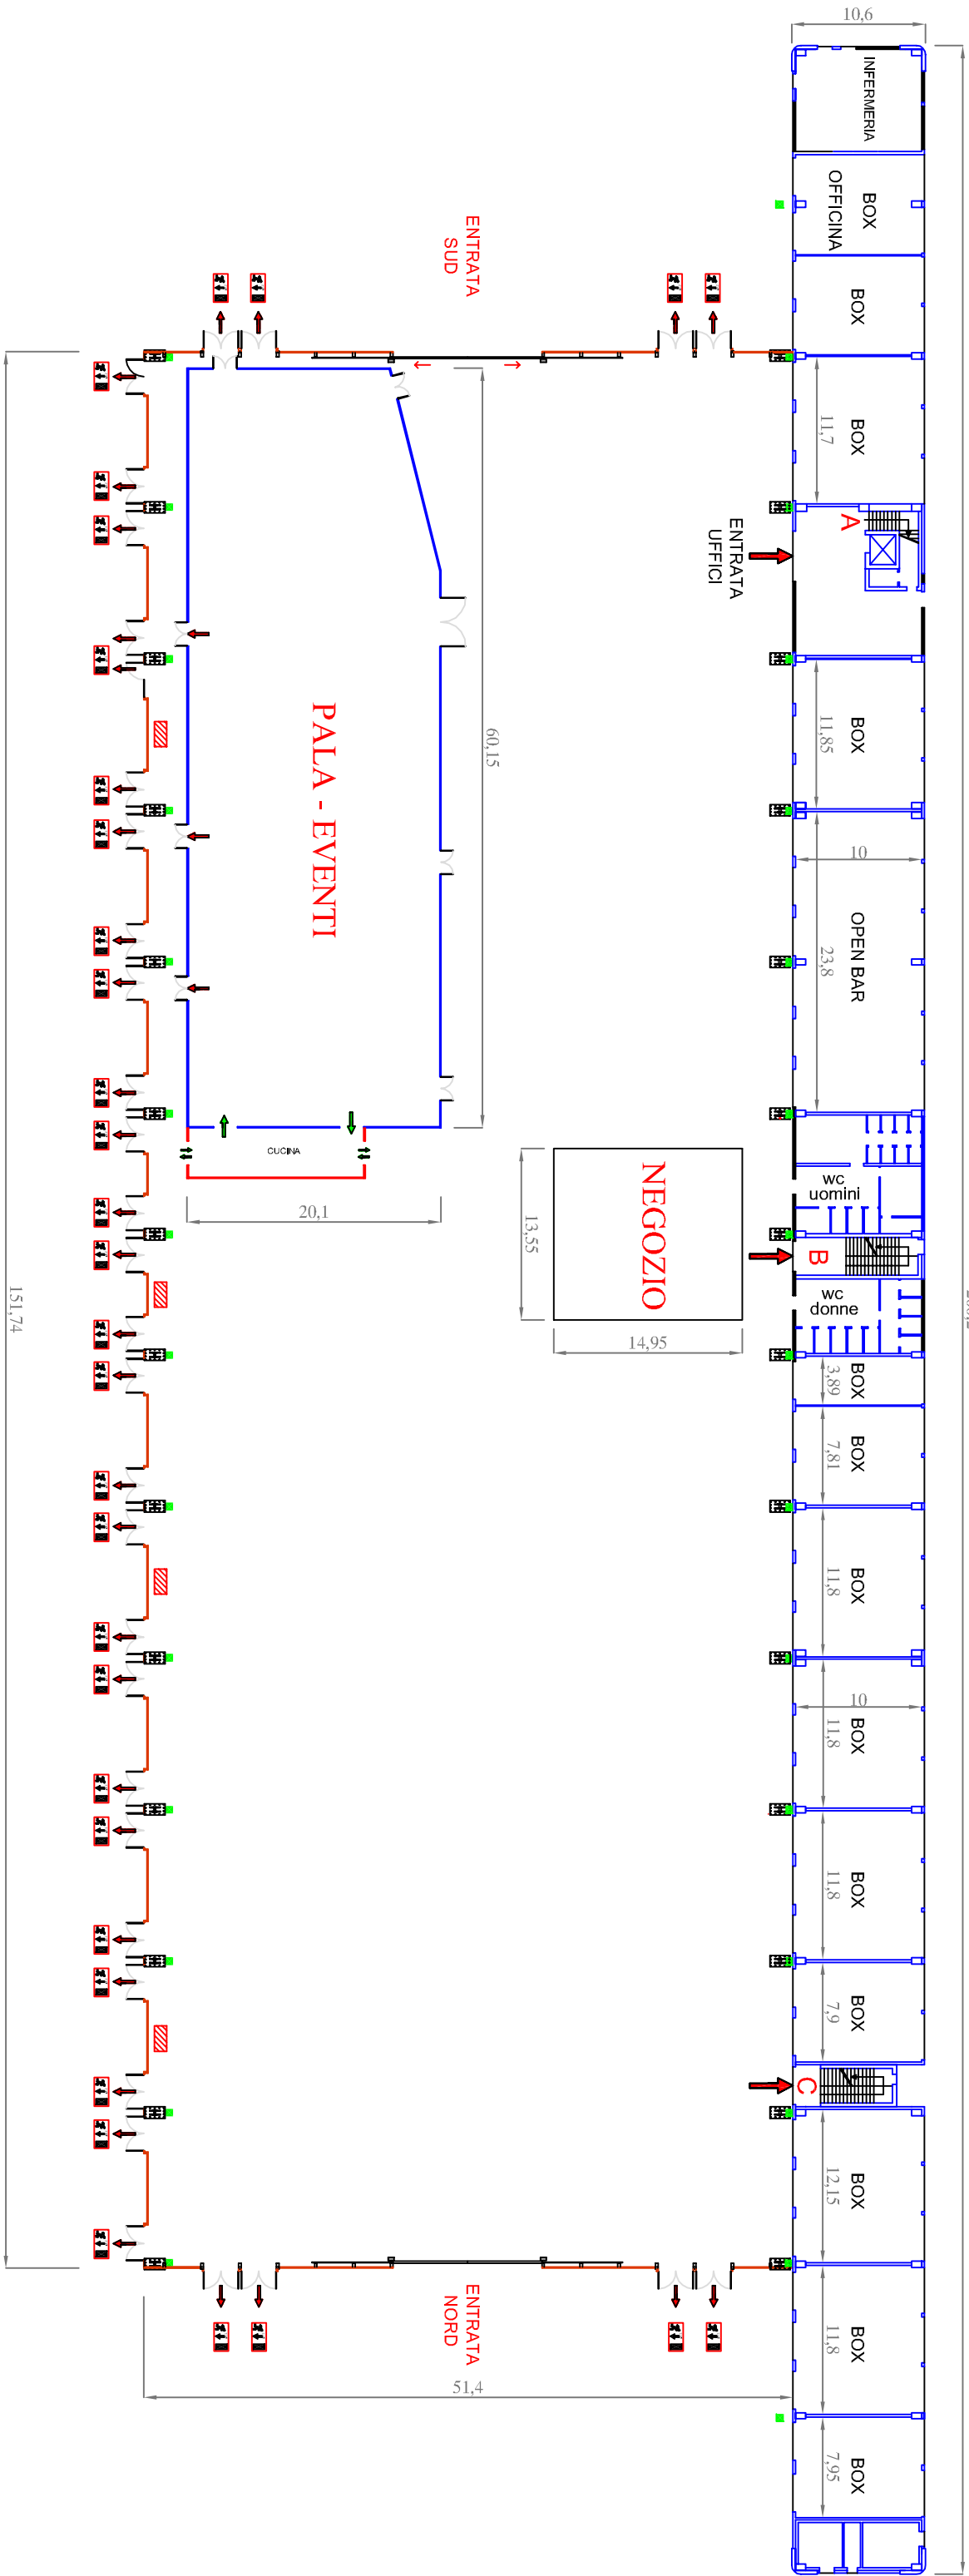 10,6
INFERMERIA
BOX
OFFICINA
BOX
ENTRATA
SUD
BOX
11,7
A
ENTRATA
UFFICI
60,15
PALA - EVENTI
BOX
11,85
10
OPEN BAR
23,8
CUCINA
20,1
NEGOZIO
13,55
14,95
wc
uomini
B
wc
donne
151,74
BOX
3,89
BOX
7,81
BOX
11,8
10
BOX
11,8
BOX
11,8
BOX
7,9
C
BOX
12,15
ENTRATA
NORD
BOX
11,8
51,4
BOX
7,95